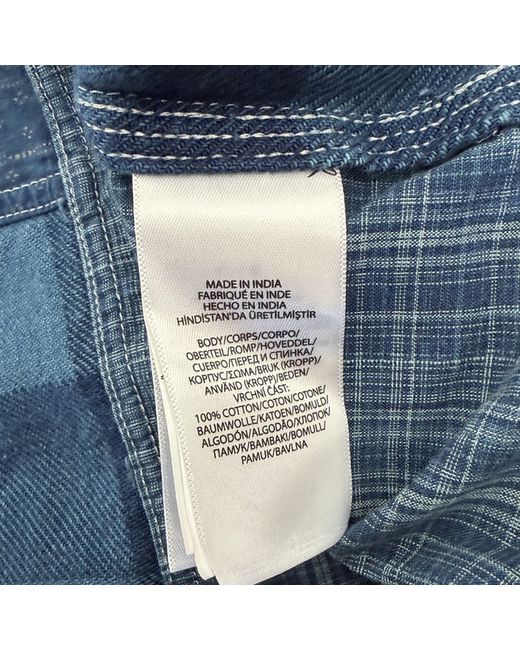 MADE IN INDIA
FABRIQUÉ EN INDE
HECHO EN INDIA
HİNDİSTAN'DA ÜRETİLMİŞTİR
BODY/CORPS/CORPO/
OBERTEIL/ROMP/HOVEDDEL/
CUERPO/ПЕРЕД И СПИНКА/
KOPПYC/ΣΩMA/BRUK (KROPP)/
ANVÄND (KROPP)/BEDEN/
VRCHNÍ ČÁST:
100% COTTON/COTON/COTONE/
BAUMWOLLE/KATOEN/BOMULD/
ALGODÓN/ALGODÃO/ХЛОПОК/
ПАМУК/BAMBAKI/BOMULL/
PAMUK/BAVLNA